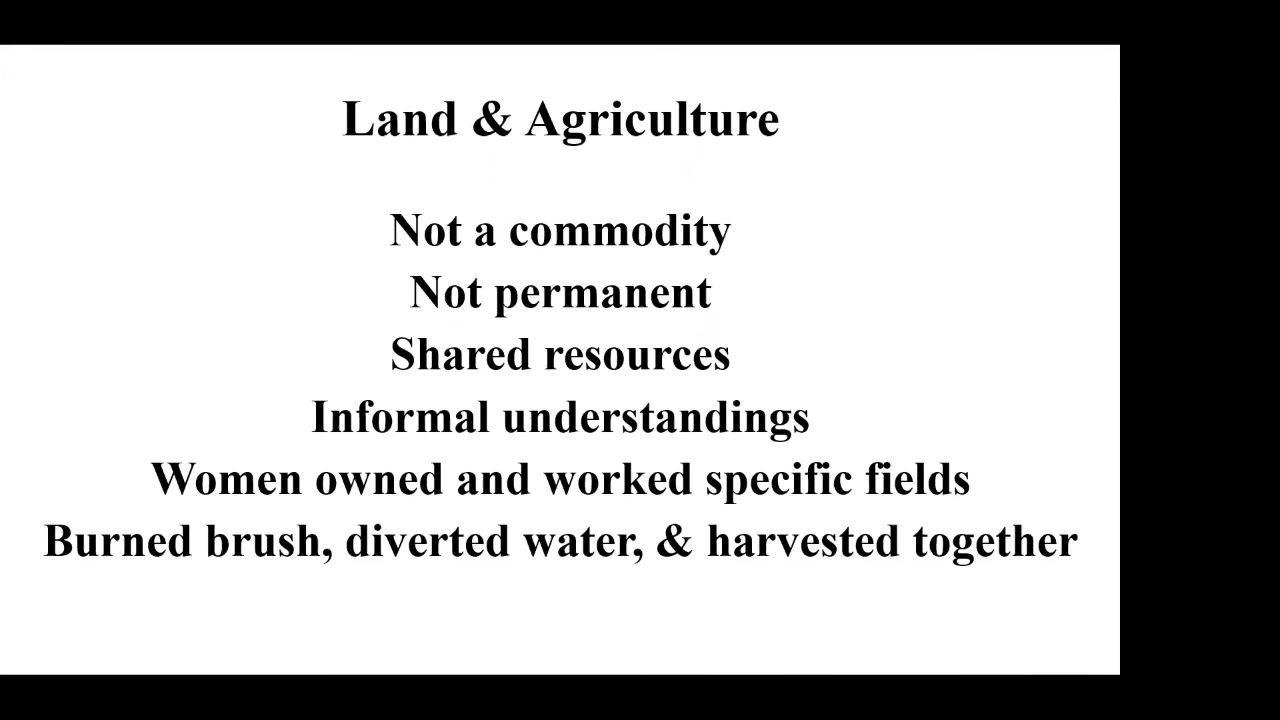 Land & Agriculture
Not a commodity
Not permanent
Shared resources
Informal understandings
Women owned and worked specific fields
Burned brush, diverted water, & harvested together